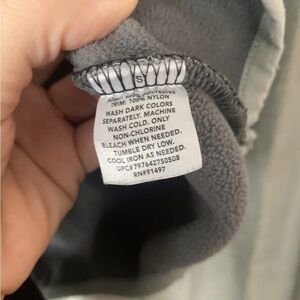 S
TRIM: 100% NYLON
WASH DARK COLORS
SEPARATELY. MACHINE
WASH COLD. ONLY
NON-CHLORINE
BLEACH WHEN NEEDED.
TUMBLE DRY LOW.
COOL IRON AS NEEDED.
UPC#797642750508
RN#91497